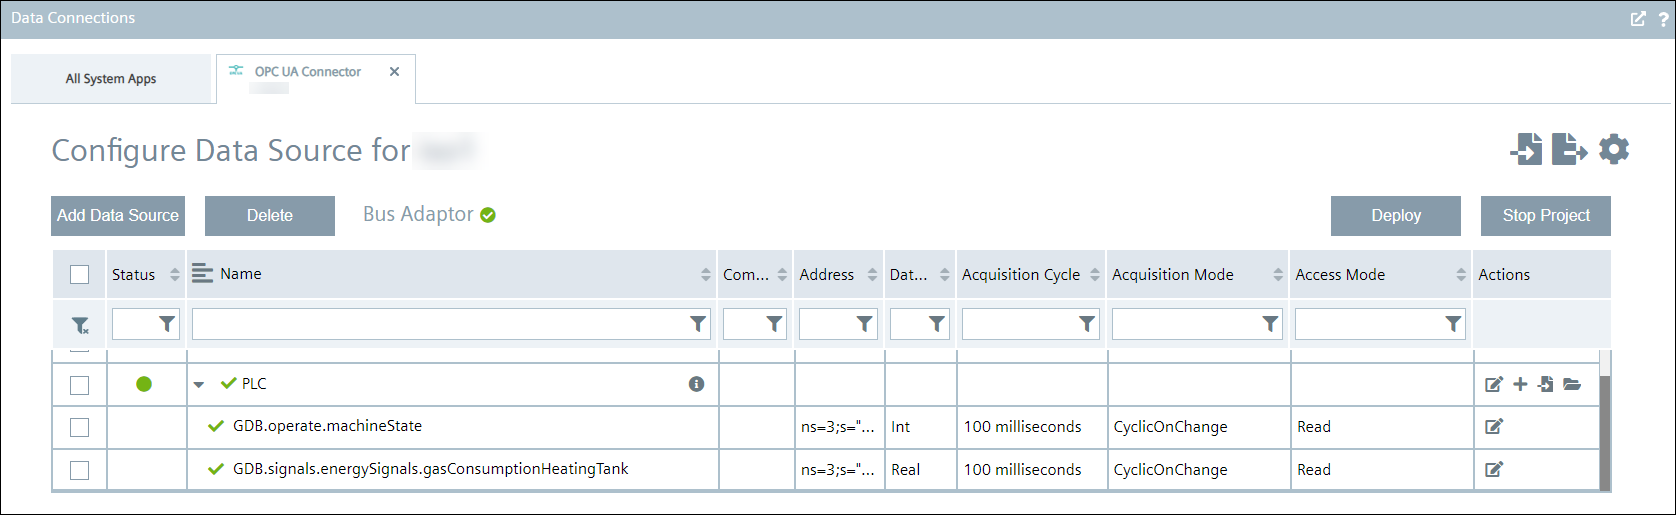 Data Connections
All System Apps
OPC UA Connector
Configure Data Source for
Add Data Source
Delete
Bus Adaptor
Deploy
Stop Project
Status Name Com... Address Dat... Acquisition Cycle Acquisition Mode Access Mode Actions
PLC
GDB.operate.machineState ns=3;s="... Int 100 milliseconds CyclicOnChange Read
GDB.signals.energySignals.gasConsumptionHeatingTank ns=3;s="... Real 100 milliseconds CyclicOnChange Read